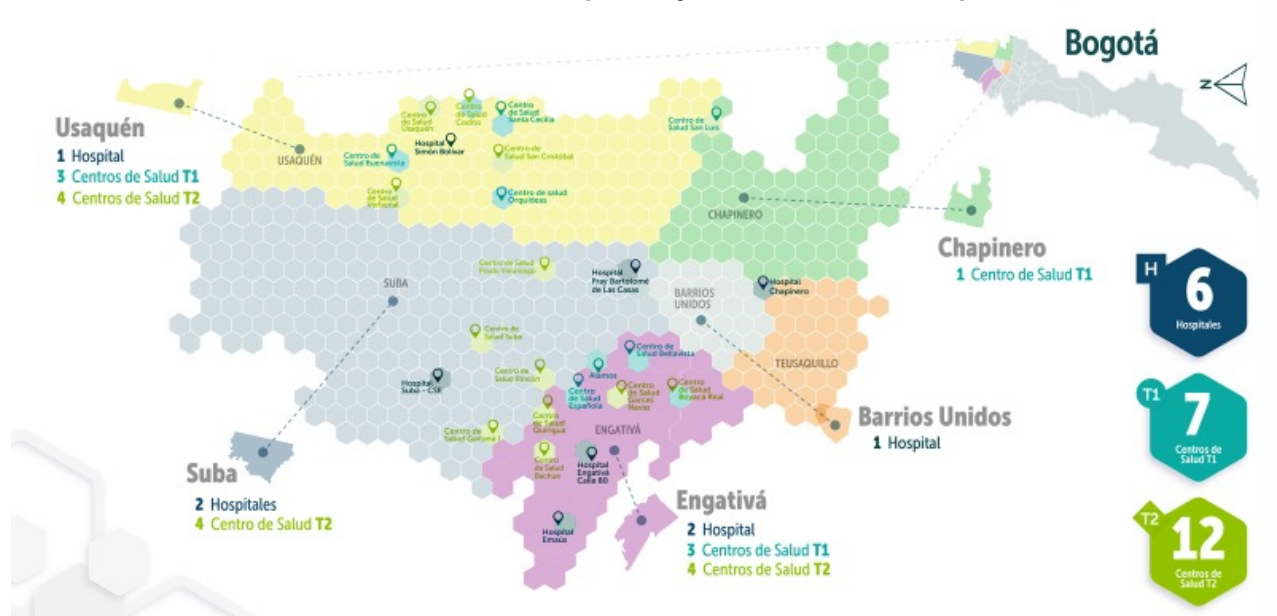 Bogotá
N
Usaquén
1 Hospital
3 Centros de Salud T1
4 Centros de Salud T2
USAQUÉN
Centro
de Salud
Usaquén
Centro
de Salud
Codito
Centro
de Salud
Santa Cecilia
Hospital
Simón Bolívar
Centro de
Salud Buenavista
Centro de
Salud San Cristóbal
Centro
de Salud
Verbenal
Centro de salud
Orquídeas
Centro de
Salud San Luis
CHAPINERO
Chapinero
1 Centro de Salud T1
SUBA
Centro de Salud
Hospital
Fray Bartolomé
de Las Casas
BARRIOS
UNIDOS
Hospital
Chapinero
Centro de
Salud Suba
Centro de
Salud Bellavista
TEUSAQUILLO
Hospital
Suba - CSE
Centro de
Salud Rincón
Álamos
Centro
de Salud
Española
Centro
de Salud
Garces
Navas
Centro
de Salud
Boyacá Real
Centro
de Salud
Quirigua
Centro de
Salud Gaitana
ENGATIVÁ
Centro
de Salud
Bachue
Hospital
Engativá
Calle 80
Hospital
Emaús
Barrios Unidos
1 Hospital
Suba
2 Hospitales
4 Centro de Salud T2
Engativá
2 Hospital
3 Centros de Salud T1
4 Centros de Salud T2
H
6
Hospitales
T1
7
Centros de
Salud T1
T2
12
Centros de
Salud T2